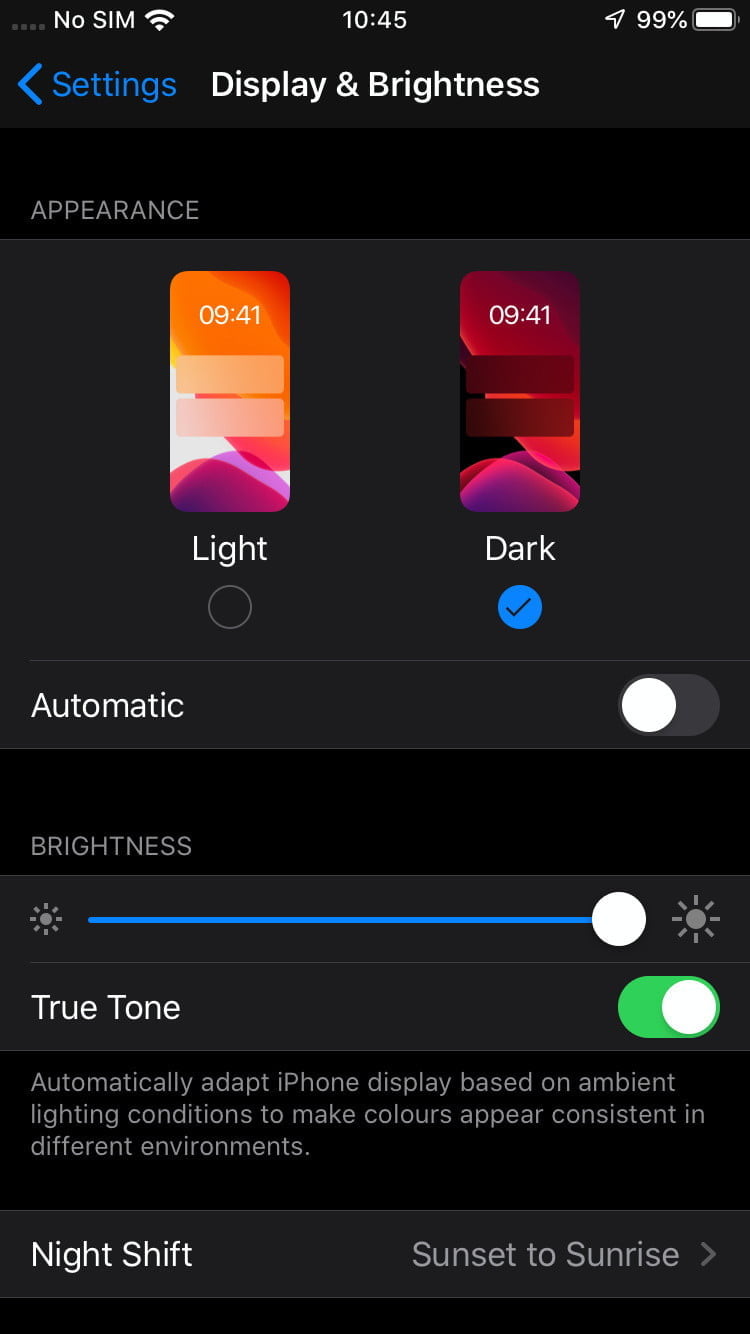 No SIM 10:45 99%
Settings Display & Brightness
APPEARANCE
09:41 09:41
Light Dark
Automatic
BRIGHTNESS
True Tone
Automatically adapt iPhone display based on ambient
lighting conditions to make colours appear consistent in
different environments.
Night Shift Sunset to Sunrise